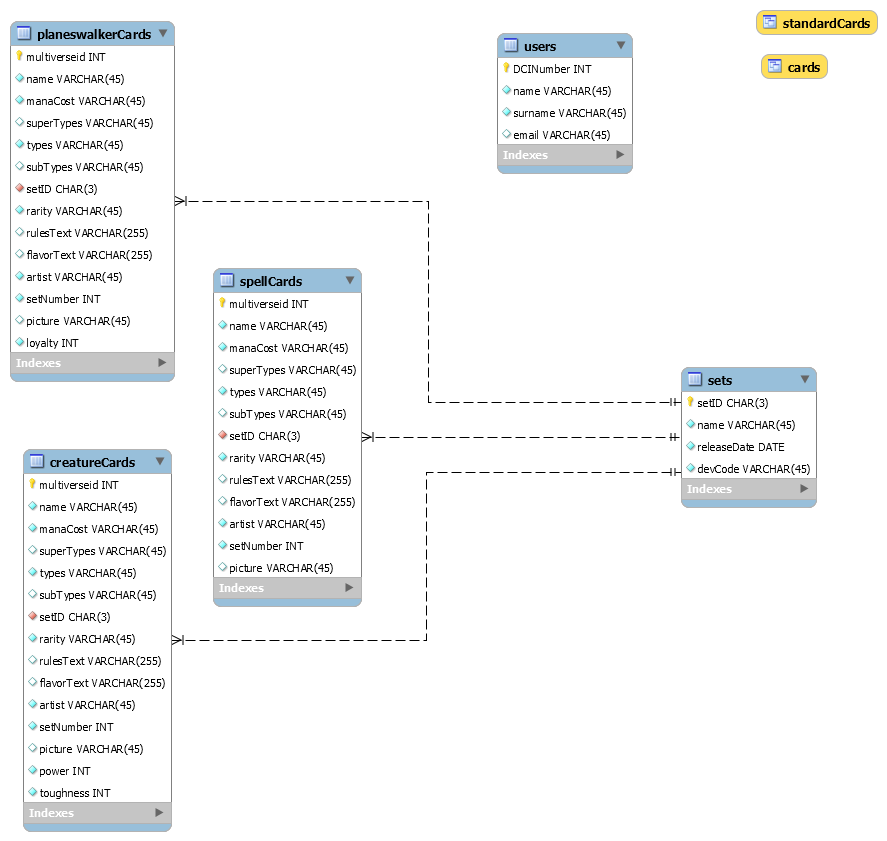 planeswalkerCards
multiverseid INT
name VARCHAR(45)
manaCost VARCHAR(45)
superTypes VARCHAR(45)
types VARCHAR(45)
subTypes VARCHAR(45)
setID CHAR(3)
rarity VARCHAR(45)
rulesText VARCHAR(255)
flavorText VARCHAR(255)
artist VARCHAR(45)
setNumber INT
picture VARCHAR(45)
loyalty INT
Indexes
users
DCINumber INT
name VARCHAR(45)
surname VARCHAR(45)
email VARCHAR(45)
Indexes
standardCards
cards
spellCards
multiverseid INT
name VARCHAR(45)
manaCost VARCHAR(45)
superTypes VARCHAR(45)
types VARCHAR(45)
subTypes VARCHAR(45)
setID CHAR(3)
rarity VARCHAR(45)
rulesText VARCHAR(255)
flavorText VARCHAR(255)
artist VARCHAR(45)
setNumber INT
picture VARCHAR(45)
Indexes
sets
setID CHAR(3)
name VARCHAR(45)
releaseDate DATE
devCode VARCHAR(45)
Indexes
creatureCards
multiverseid INT
name VARCHAR(45)
manaCost VARCHAR(45)
superTypes VARCHAR(45)
types VARCHAR(45)
subTypes VARCHAR(45)
setID CHAR(3)
rarity VARCHAR(45)
rulesText VARCHAR(255)
flavorText VARCHAR(255)
artist VARCHAR(45)
setNumber INT
picture VARCHAR(45)
power INT
toughness INT
Indexes